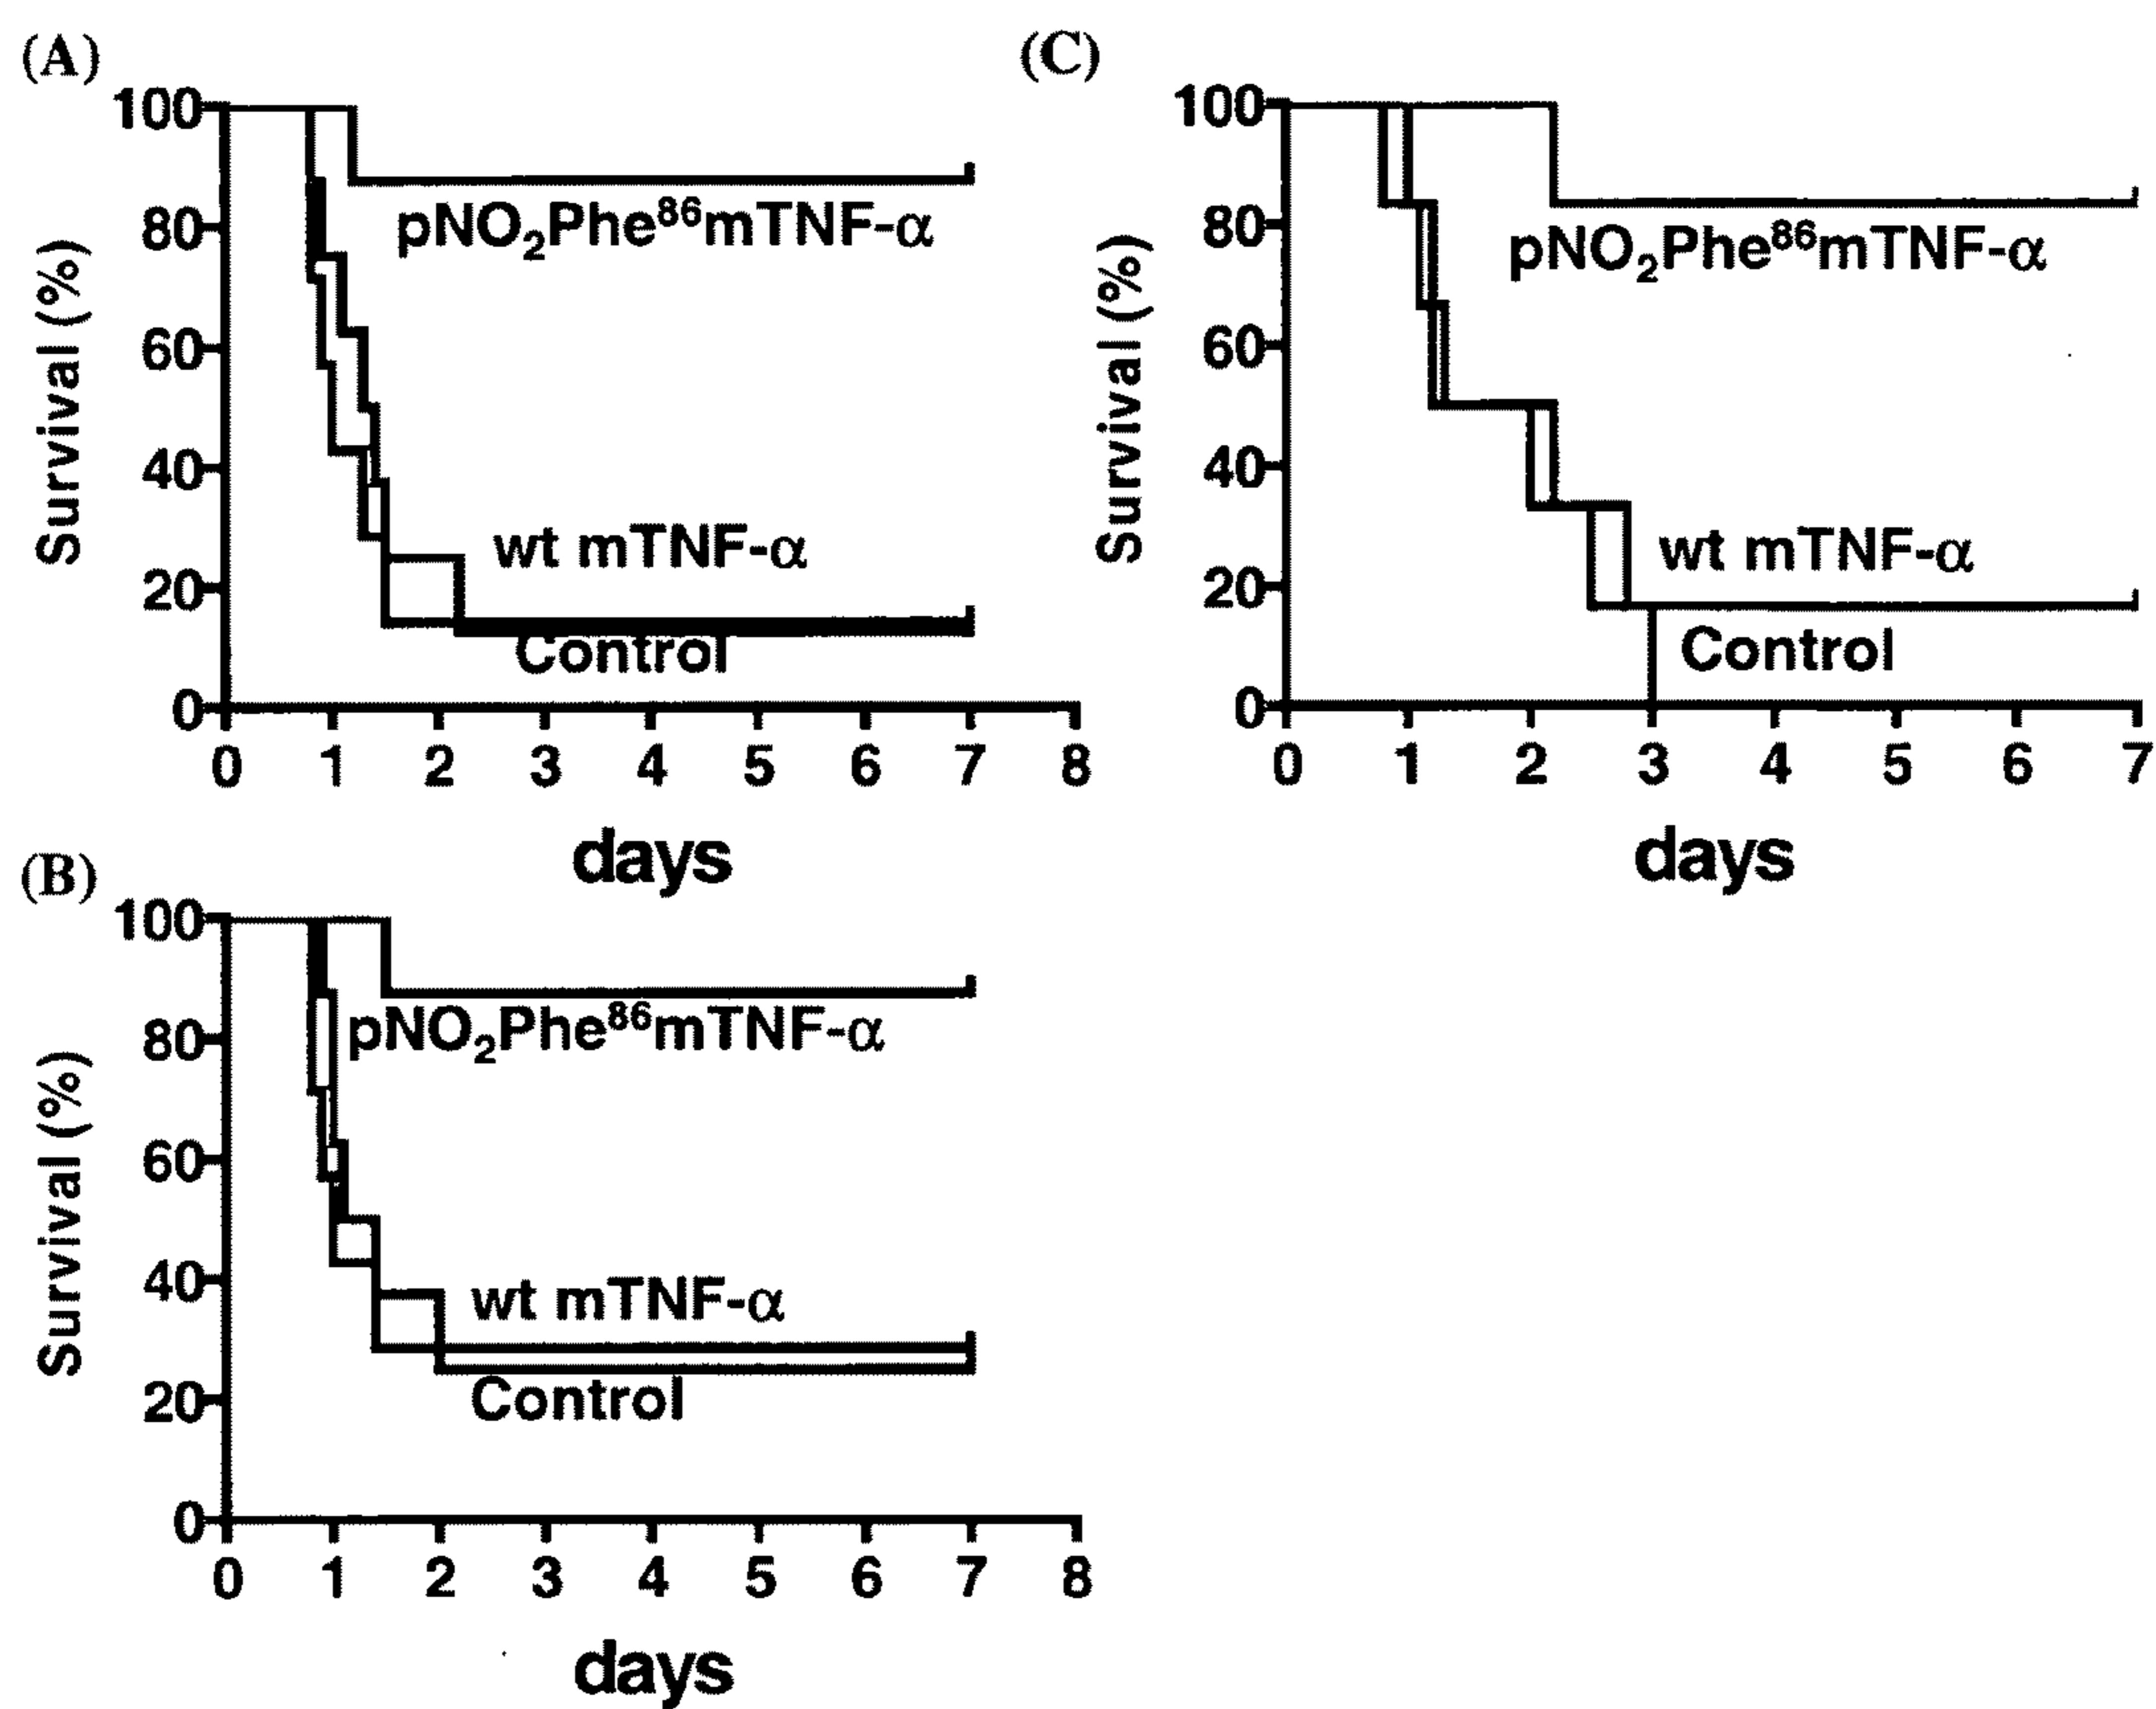 (A)
100
80
60
40
20
0
Survival (%)
pNO₂Phe⁸⁶mTNF-α
wt mTNF-α
Control
0 1 2 3 4 5 6 7 8
days
(B)
100
80
60
40
20
0
Survival (%)
pNO₂Phe⁸⁶mTNF-α
wt mTNF-α
Control
0 1 2 3 4 5 6 7 8
days
(C)
100
80
60
40
20
0
Survival (%)
pNO₂Phe⁸⁶mTNF-α
wt mTNF-α
Control
0 1 2 3 4 5 6 7
days